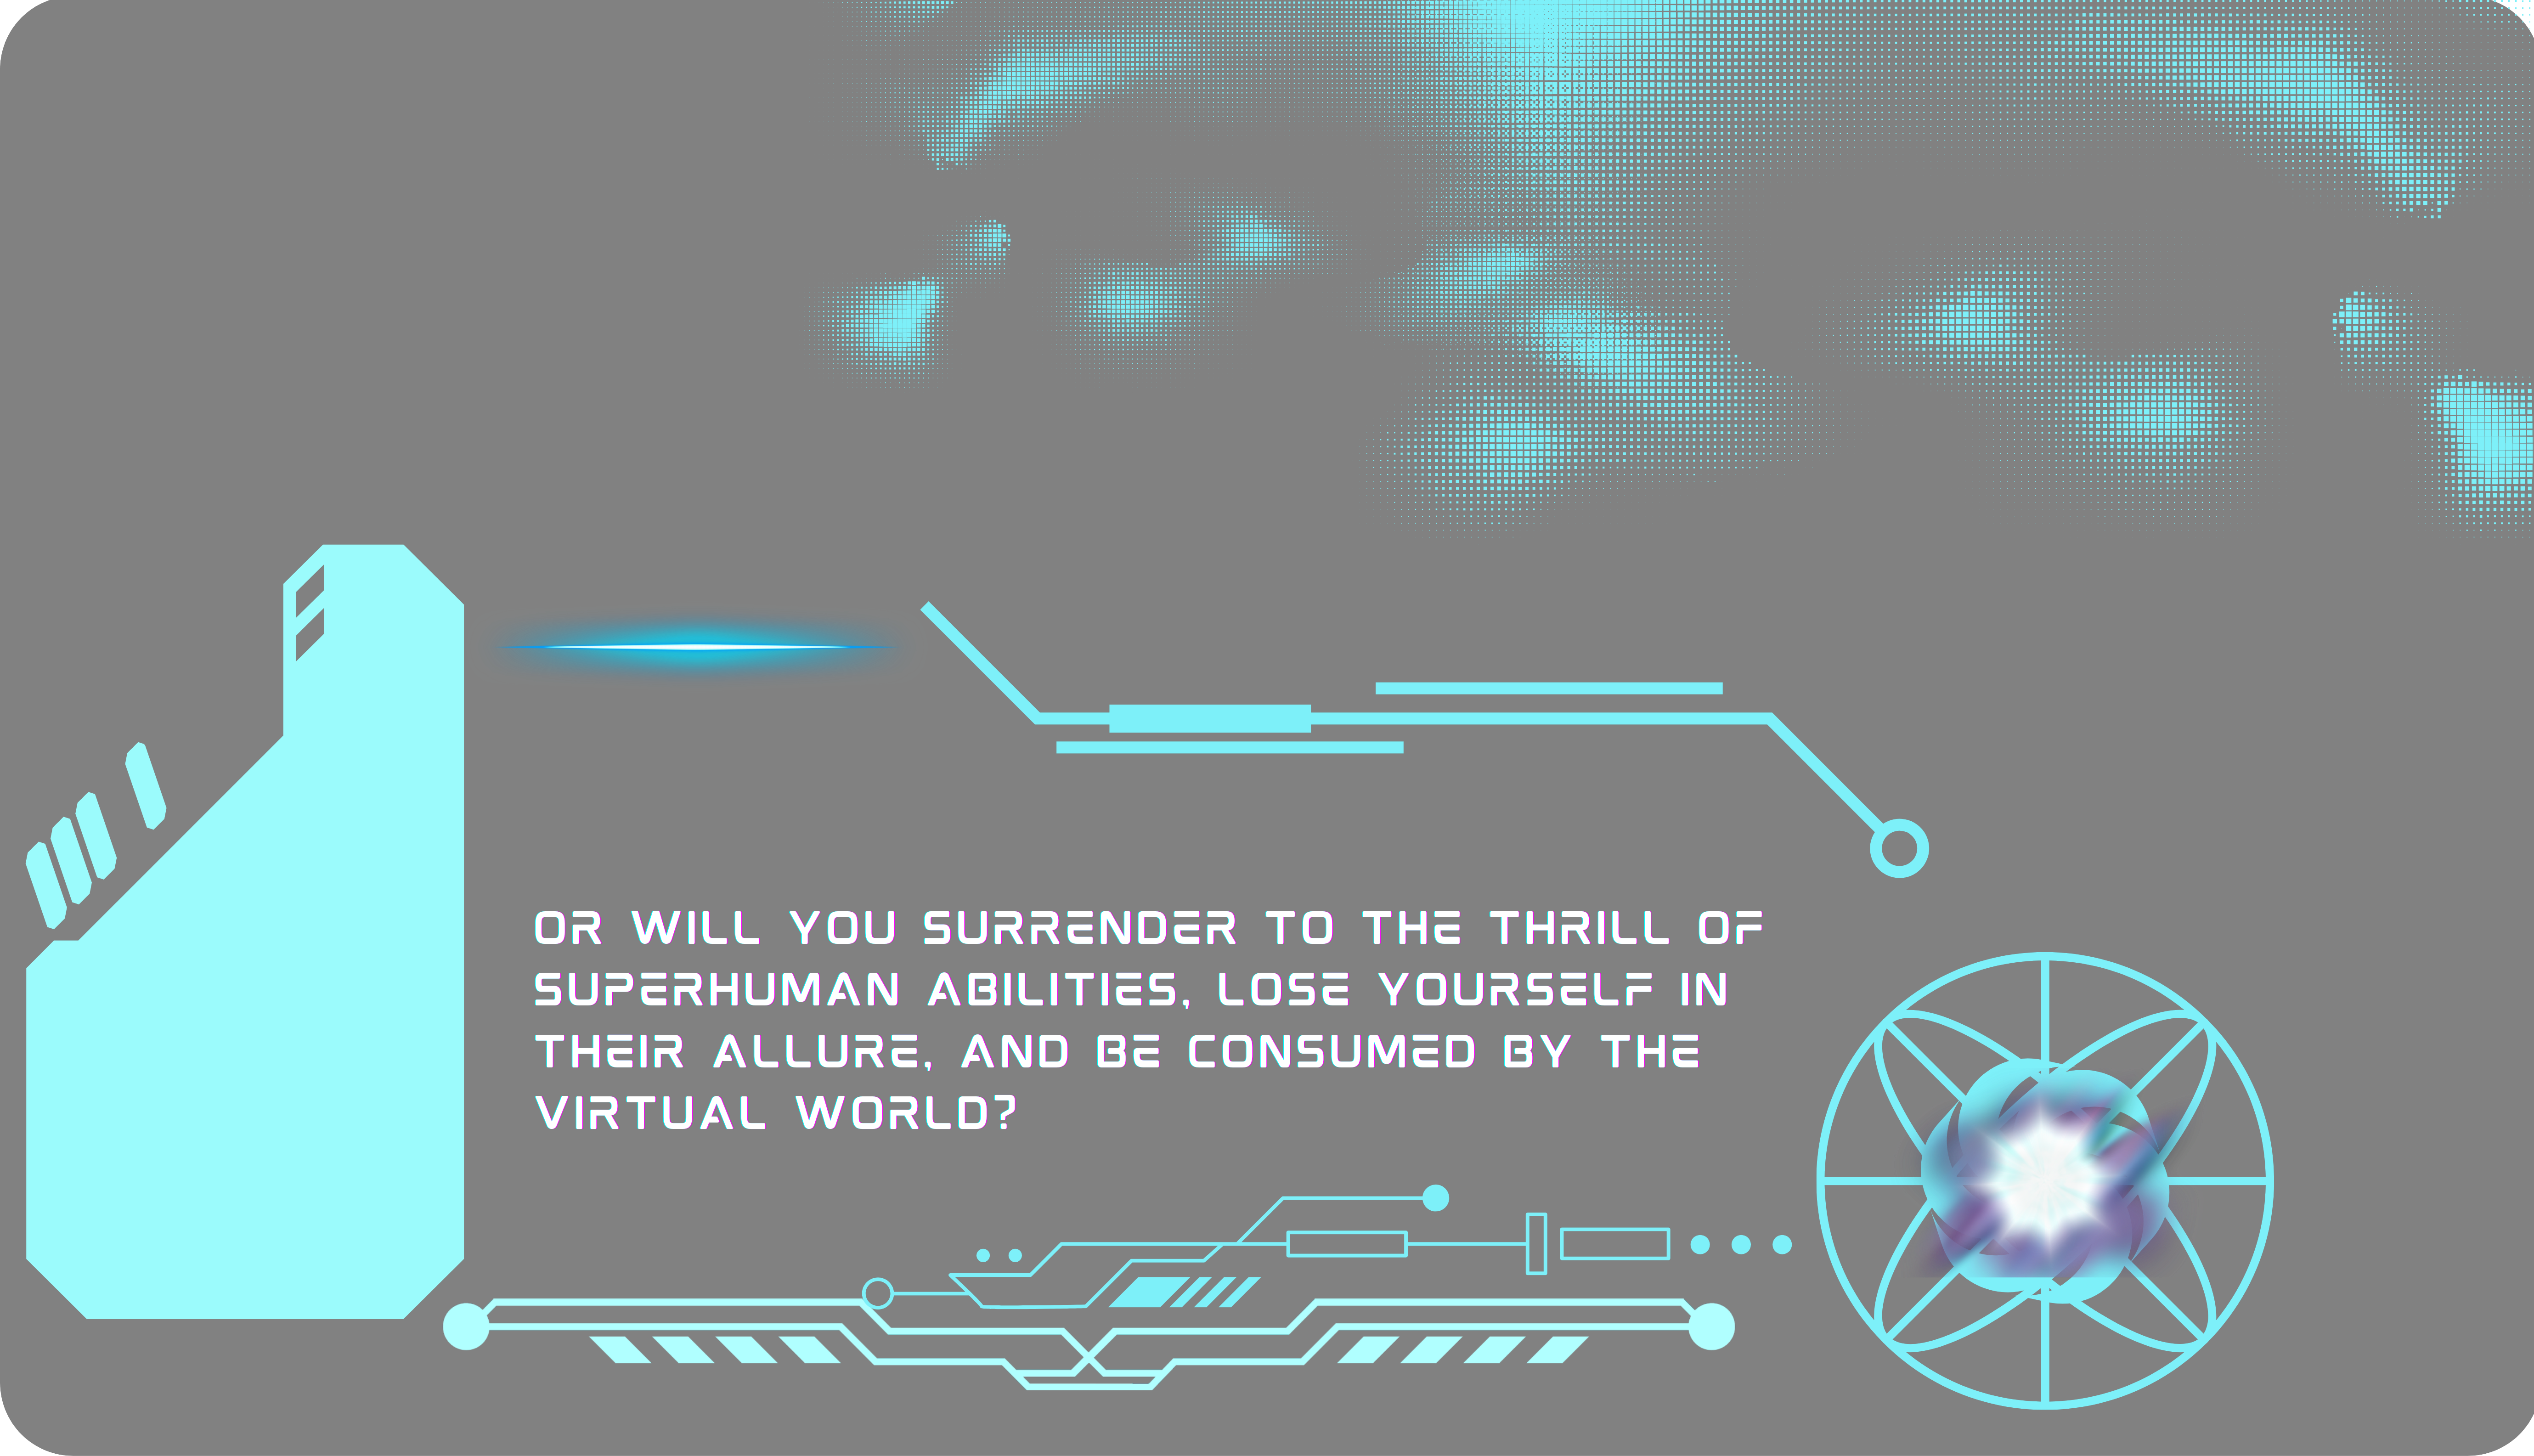 OR WILL YOU SURRENDER TO THE THRILL OF
SUPERHUMAN ABILITIES, LOSE YOURSELF IN
THEIR ALLURE, AND BE CONSUMED BY THE
VIRTUAL WORLD?